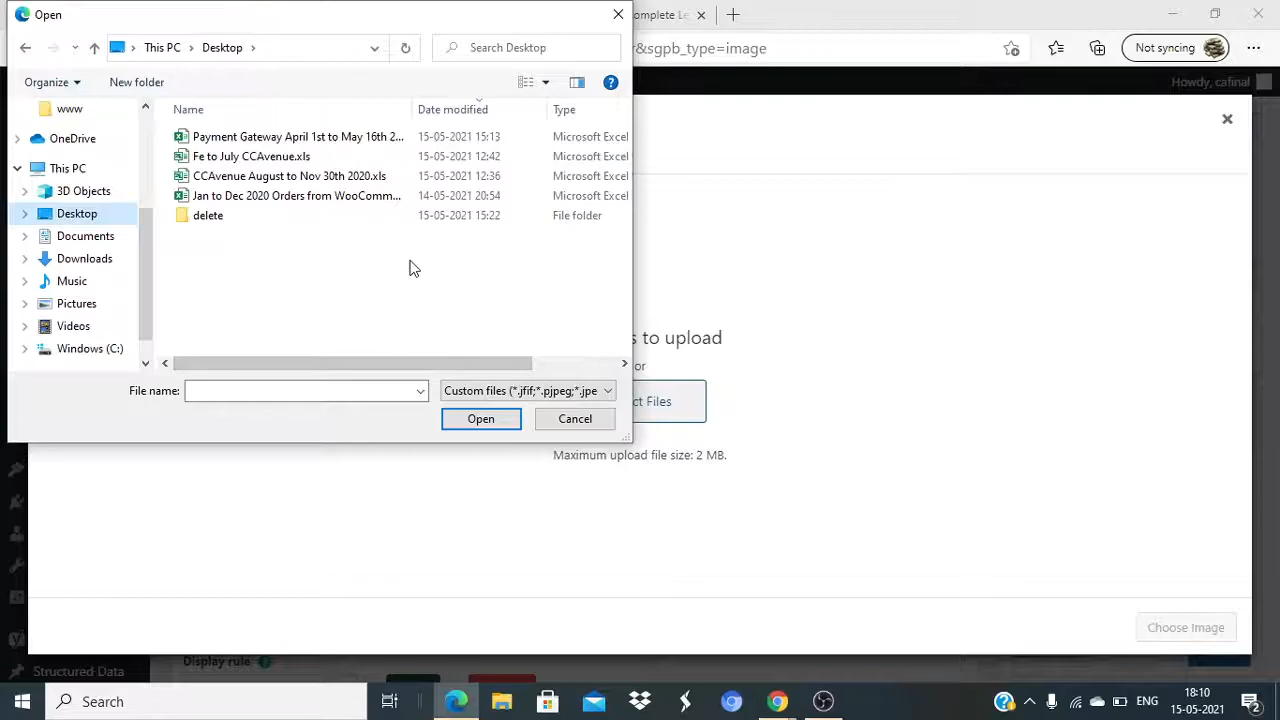 Open
omplete Le
This PC
Desktop
Search Desktop
r&sgpb_type=image
Not syncing
Organize
New folder
Howdy, cafinal
www
Name
Date modified
Type
OneDrive
Payment Gateway April 1st to May 16th 2... 15-05-2021 15:13 Microsoft Excel
Fe to July CCAvenue.xls 15-05-2021 12:42 Microsoft Excel
CCAvenue August to Nov 30th 2020.xls 15-05-2021 12:36 Microsoft Excel
Jan to Dec 2020 Orders from WooComm... 14-05-2021 20:54 Microsoft Excel
delete 15-05-2021 15:22 File folder
This PC
3D Objects
Desktop
Documents
Downloads
Music
Pictures
Videos
Windows (C:)
s to upload
or
File name:
Custom files (*.jfif;*.pjpeg;*.jpe
ct Files
Open
Cancel
Maximum upload file size: 2 MB.
Choose Image
Display rule
Structured Data
Search
ENG
18:10
15-05-2021
2